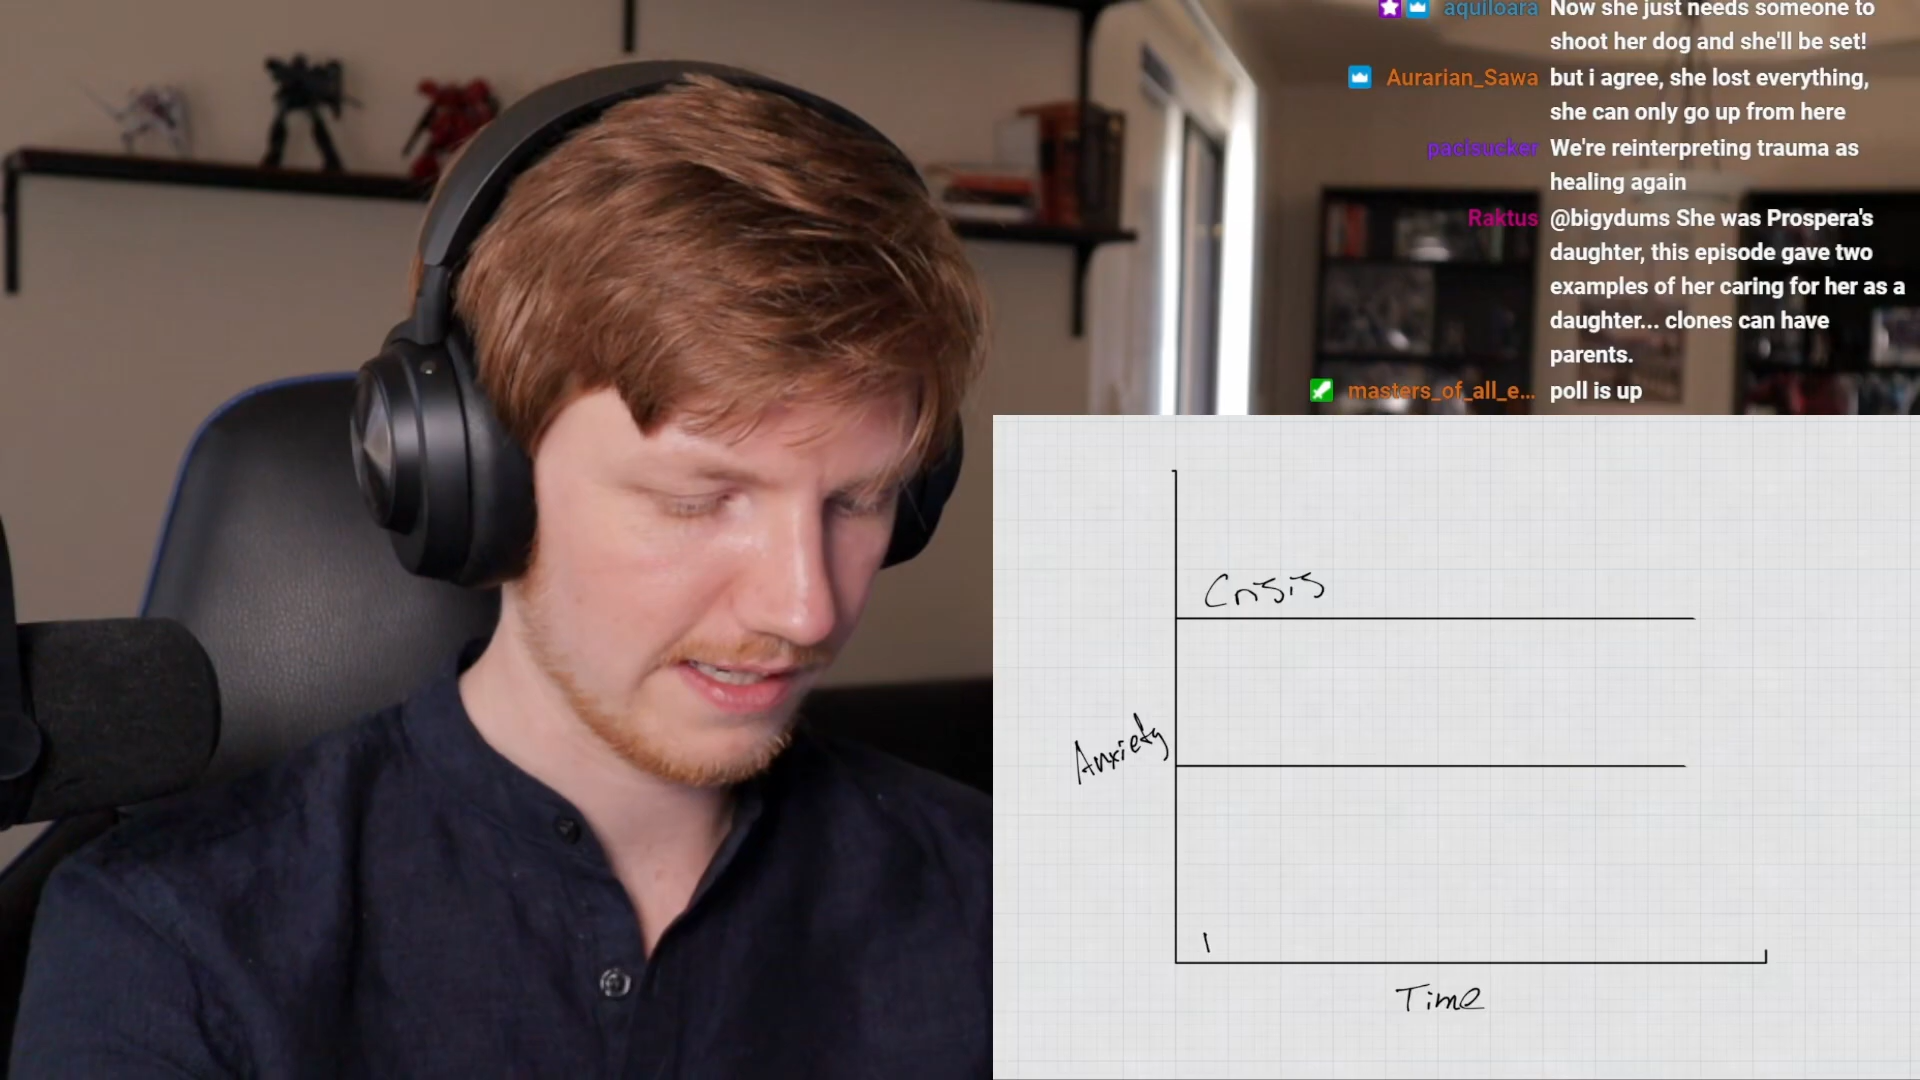 aquiloara Now she just needs someone to
shoot her dog and she'll be set!
Aurarian_Sawa but i agree, she lost everything,
she can only go up from here
pacisucker We're reinterpreting trauma as
healing again
Raktus @bigydums She was Prospera's
daughter, this episode gave two
examples of her caring for her as a
daughter... clones can have
parents.
masters_of_all_e... poll is up
Crisis
Anxiety
Time